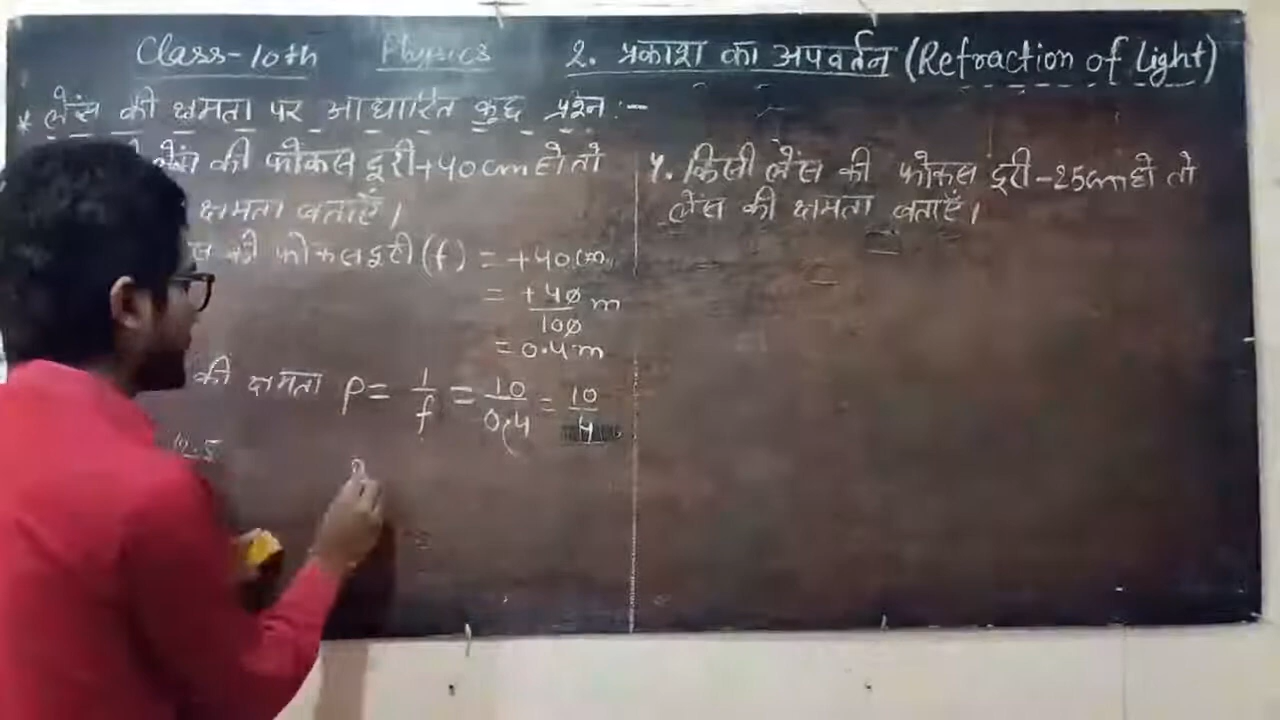 Class-10th Physics 2. प्रकाश का अपवर्तन (Refraction of Light)
* लेंस की क्षमता पर आधारित कुछ प्रश्न :-
लेंस की फोकस दूरी +40cm हो तो
क्षमता बताएँ।
की फोकस दूरी (f) = +40cm
= +40/100 m
= 0.4m
की क्षमता P = 1/f = 10/0.4 = 10/4
किसी लेंस की फोकस दूरी -25cm हो तो
लेंस की क्षमता बताएँ।